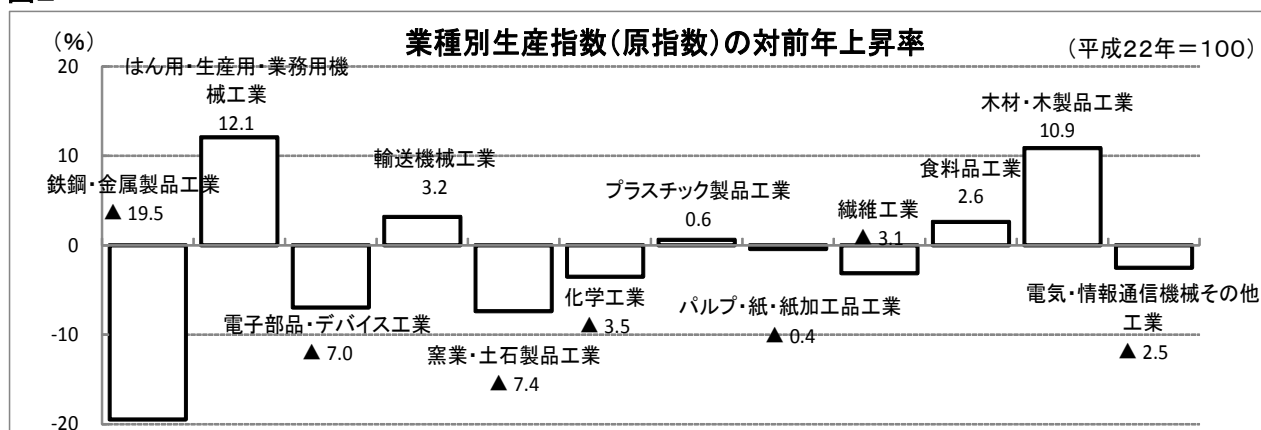 (%)
業種別生産指数(原指数)の対前年上昇率
(平成22年=100)
20
はん用・生産用・業務用機
械工業
12.1
木材・木製品工業
10.9
10
輸送機械工業
3.2
鉄鋼・金属製品工業
▲ 19.5
プラスチック製品工業
0.6
繊維工業
▲ 3.1
食料品工業
2.6
0
化学工業
▲ 3.5
パルプ・紙・紙加工品工業
▲ 0.4
電気・情報通信機械その他
工業
▲ 2.5
電子部品・デバイス工業
▲ 7.0
-10
窯業・土石製品工業
▲ 7.4
-20